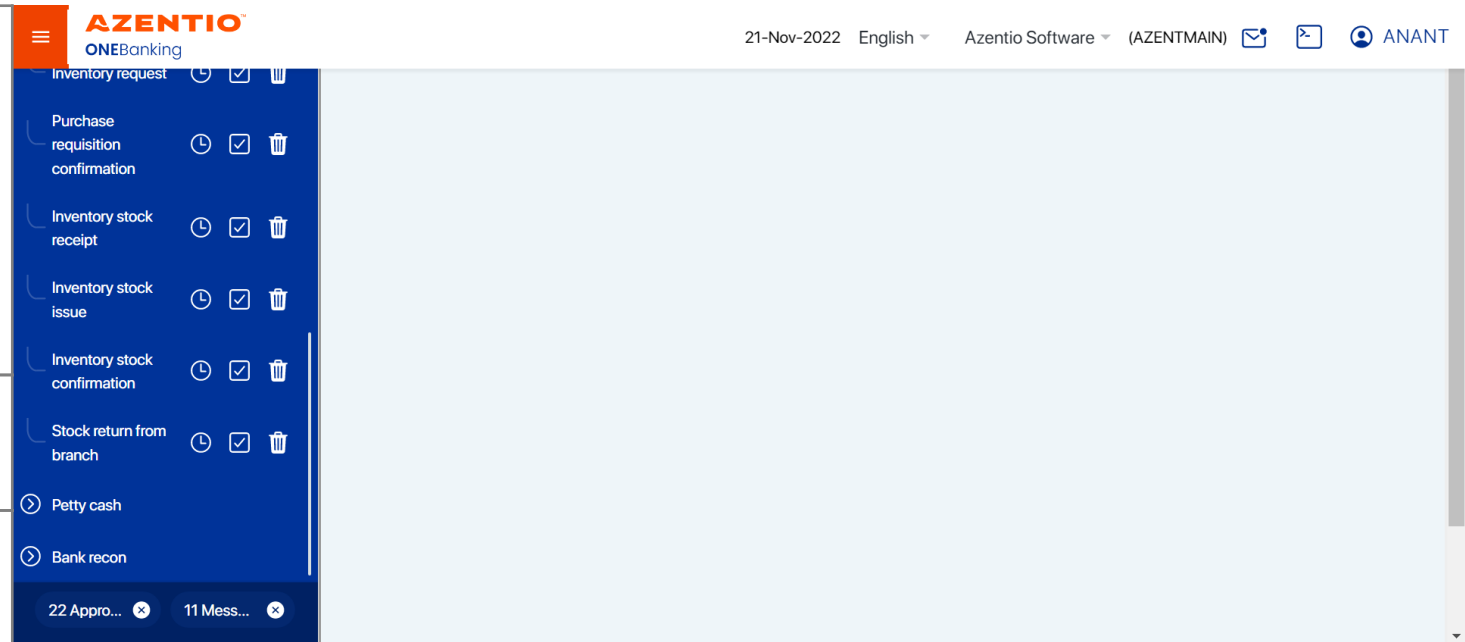 AZENTIO™
ONEBanking
21-Nov-2022 English Azentio Software (AZENTMAIN) ANANT
Inventory request
Purchase
requisition
confirmation
Inventory stock
receipt
Inventory stock
issue
Inventory stock
confirmation
Stock return from
branch
Petty cash
Bank recon
22 Appro... 11 Mess...